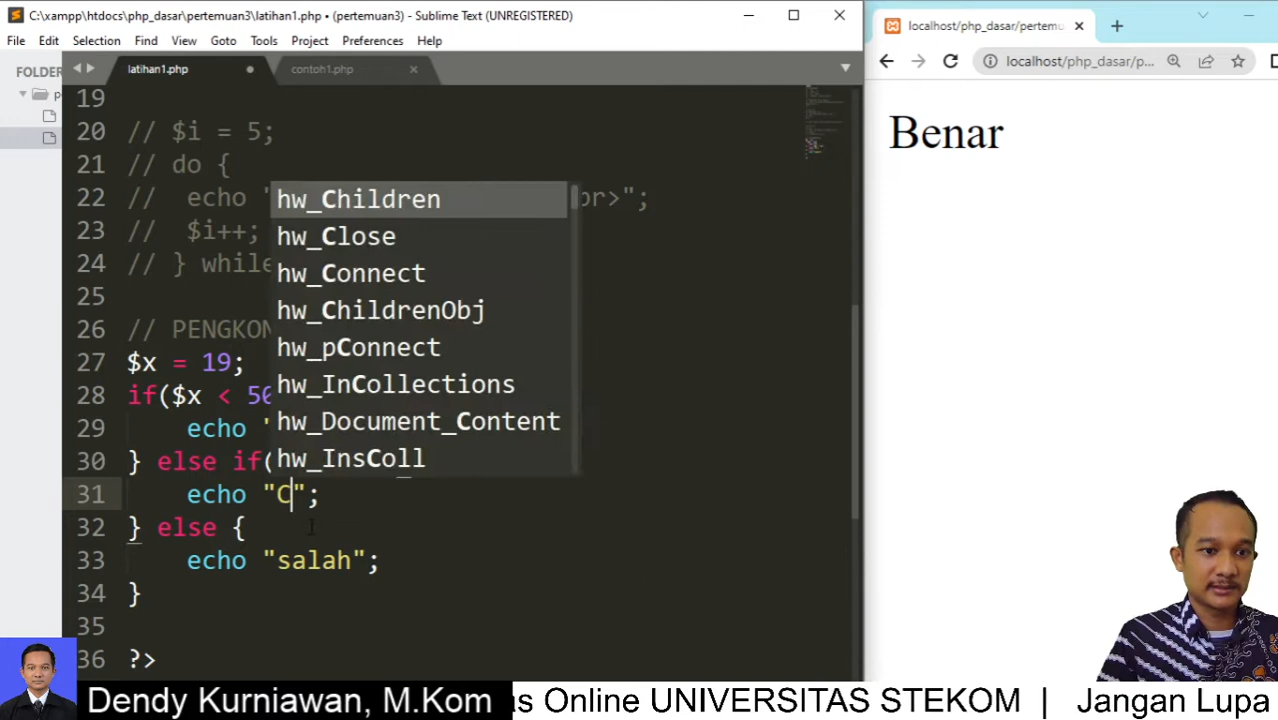 C:\xampp\htdocs\php_dasar\pertemuan3\latihan1.php • (pertemuan3) - Sublime Text (UNREGISTERED)
File Edit Selection Find View Goto Tools Project Preferences Help
FOLDER
latihan1.php
contoh1.php
19
20 // $i = 5;
21 // do {
22 // echo " br>";
23 // $i++;
24 // } while
25
26 // PENGKON
27 $x = 19;
28 if($x < 50
29 echo "
30 } else if(
31 echo "C";
32 } else {
33 echo "salah";
34 }
35
36 ?>
hw_Children
hw_Close
hw_Connect
hw_ChildrenObj
hw_pConnect
hw_InCollections
hw_Document_Content
hw_InsColl
localhost/php_dasar/pertemu
localhost/php_dasar/p...
Benar
Dendy Kurniawan, M.Kom
us Online UNIVERSITAS STEKOM | Jangan Lupa